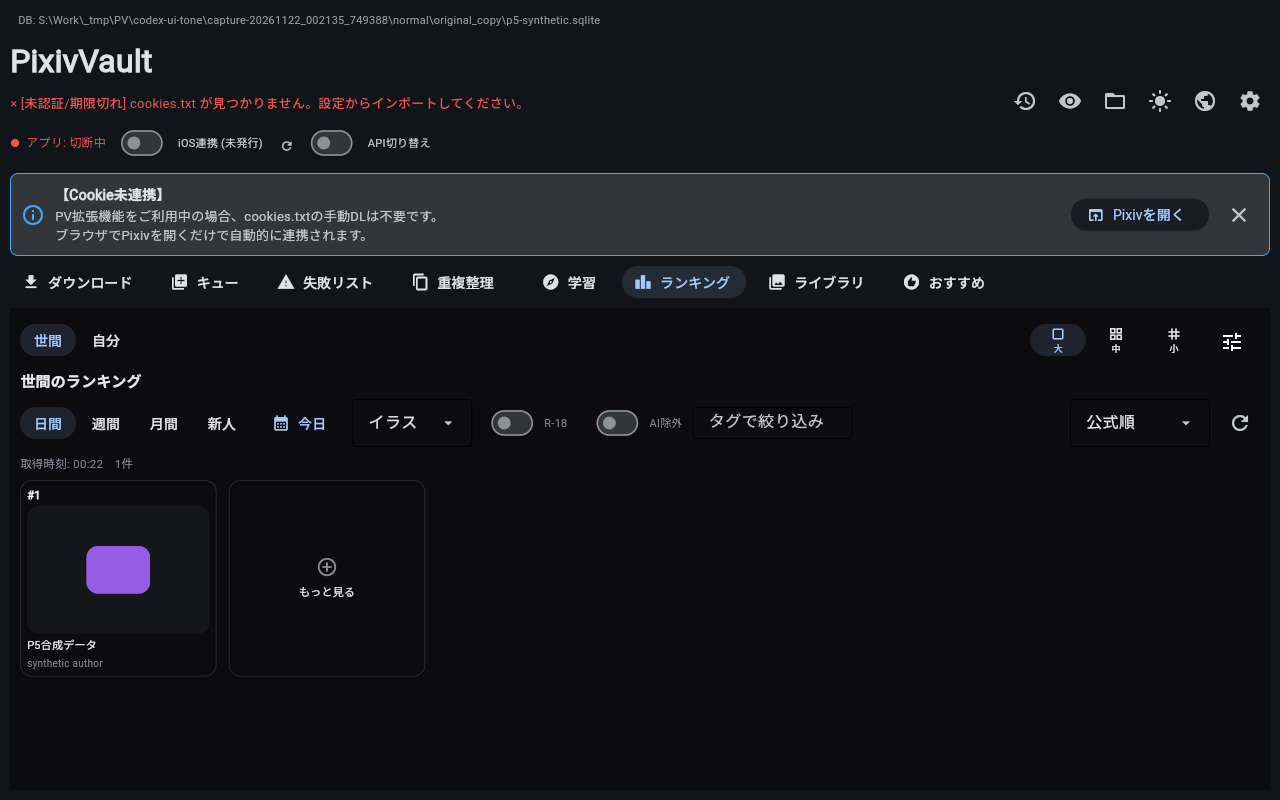 DB: S:\Work\_tmp\PV\codex-ui-tone\capture-20261122_002135_749388\normal\original_copy\p5-synthetic.sqlite
PixivVault
× [未認証/期限切れ] cookies.txt が見つかりません。設定からインポートしてください。
アプリ: 切断中 iOS連携 (未発行) API切り替え
【Cookie未連携】
PV拡張機能をご利用中の場合、cookies.txtの手動DLは不要です。
ブラウザでPixivを開くだけで自動的に連携されます。
Pixivを開く
ダウンロード キュー 失敗リスト 重複整理 学習 ランキング ライブラリ おすすめ
世間 自分 大 中 小
世間のランキング
日間 週間 月間 新人 今日 イラス R-18 AI除外 タグで絞り込み 公式順
取得時刻: 00:22 1件
#1
P5合成データ
synthetic author
もっと見る